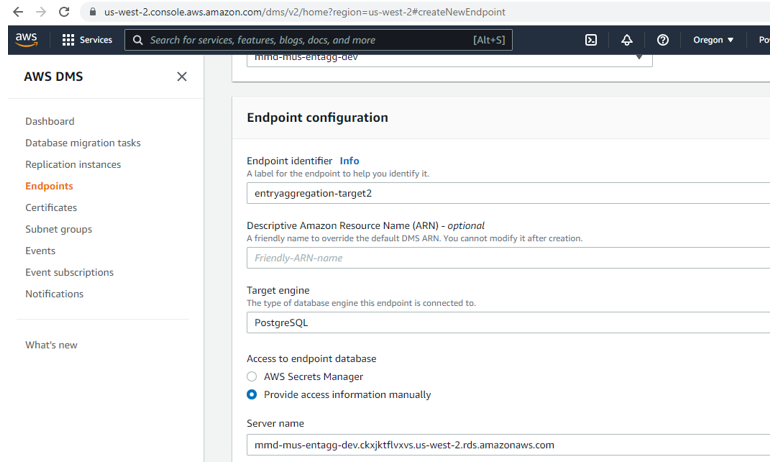 us-west-2.console.aws.amazon.com/dms/v2/home?region=us-west-2#createNewEndpoint
aws Services Search for services, features, blogs, docs, and more [Alt+S] Oregon
AWS DMS
mmd-mus-entagg-dev
Dashboard
Database migration tasks
Replication instances
Endpoints
Certificates
Subnet groups
Events
Event subscriptions
Notifications
What's new
Endpoint configuration
Endpoint identifier Info
A label for the endpoint to help you identify it.
entryaggregation-target2
Descriptive Amazon Resource Name (ARN) - optional
A friendly name to override the default DMS ARN. You cannot modify it after creation.
Friendly-ARN-name
Target engine
The type of database engine this endpoint is connected to.
PostgreSQL
Access to endpoint database
AWS Secrets Manager
Provide access information manually
Server name
mmd-mus-entagg-dev.ckxjktflvxvs.us-west-2.rds.amazonaws.com